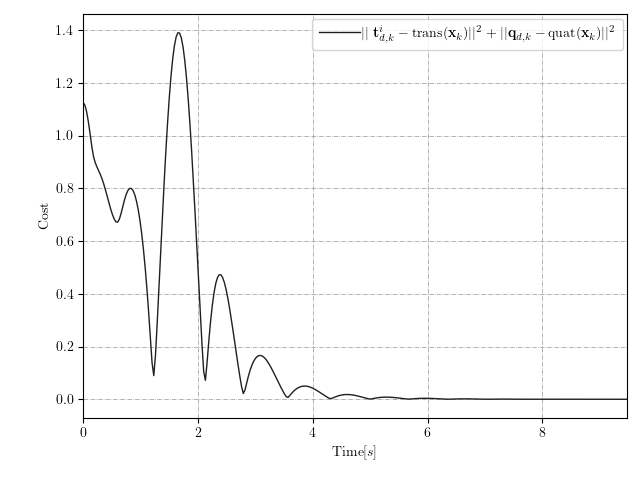 || t^i_{d,k} − trans(x_k)||^2 + ||q_{d,k} − quat(x_k)||^2
1.4
1.2
1.0
0.8
0.6
0.4
0.2
0.0
Cost
0 2 4 6 8
Time[s]